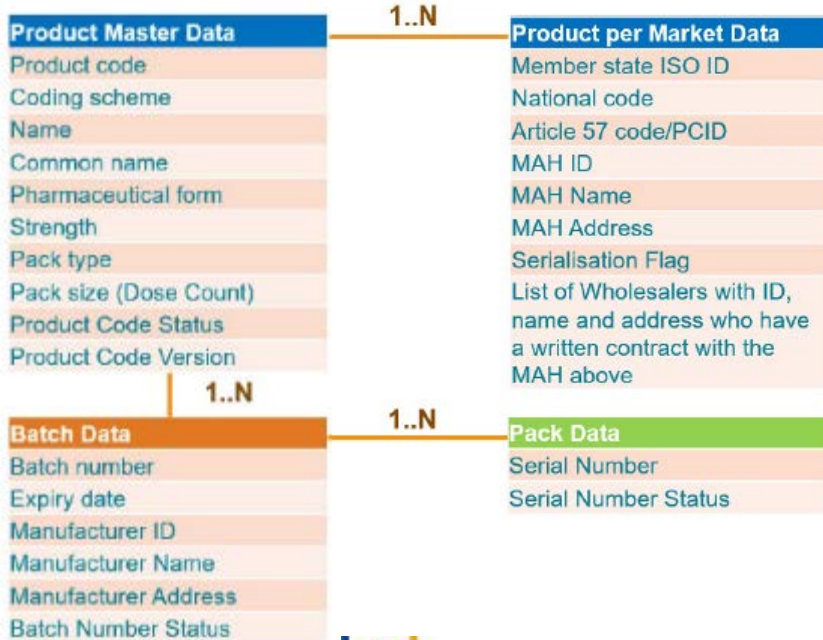 1..N
Product Master Data
Product code
Coding scheme
Name
Common name
Pharmaceutical form
Strength
Pack type
Pack size (Dose Count)
Product Code Status
Product Code Version
Product per Market Data
Member state ISO ID
National code
Article 57 code/PCID
MAH ID
MAH Name
MAH Address
Serialisation Flag
List of Wholesalers with ID,
name and address who have
a written contract with the
MAH above
1..N
Batch Data
Batch number
Expiry date
Manufacturer ID
Manufacturer Name
Manufacturer Address
Batch Number Status
1..N
Pack Data
Serial Number
Serial Number Status